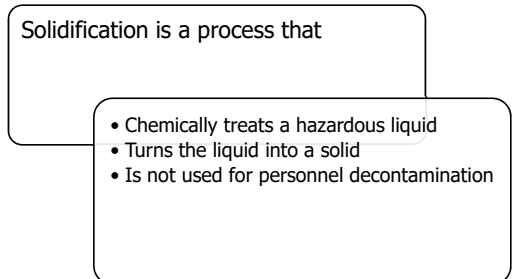 Solidification is a process that
• Chemically treats a hazardous liquid
• Turns the liquid into a solid
• Is not used for personnel decontamination